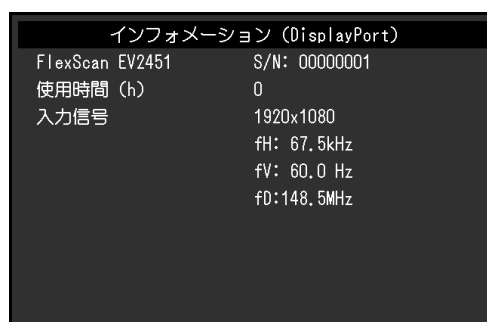 インフォメーション (DisplayPort)
FlexScan EV2451 S/N: 00000001
使用時間 (h) 0
入力信号 1920x1080
fH: 67.5kHz
fV: 60.0 Hz
fD:148.5MHz